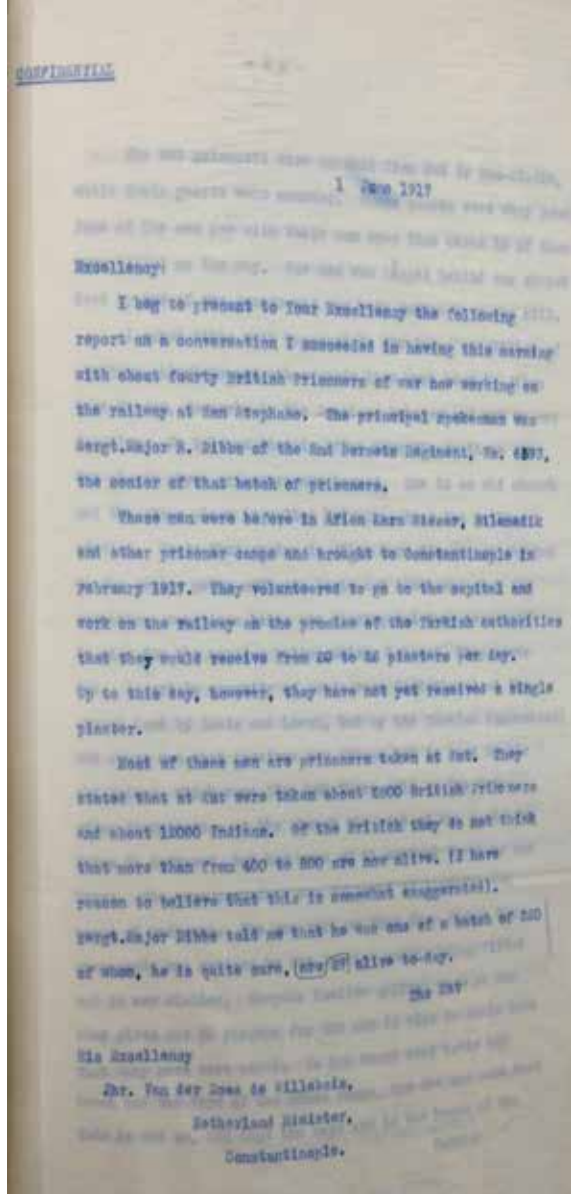 CONFIDENTIAL
1 June 1917
Excellency:
I beg to present to Your Excellency the following
report on a conversation I succeeded in having this morning
with about fourty British Prisoners of war now working on
the railway at San Stephano. The principal spokesman was
Sergt.Major R. Dibbs of the 2nd Dorsets Regiment,
the senior of that batch of prisoners.
These men were before in Afion Kara Hissar, Bilemedik
and other prisoner camps and brought to Constantinople in
February 1917. They volunteered to go to the capital and
work on the railway on the promise of the Turkish authorities
that they would receive from to piasters per day.
Up to this day, however, they have not yet received a single
piaster.
Most of these men are prisoners taken at Kut. They
stated that at Kut were taken about British Prisoners
and about 12000 Indians. Of the British they do not think
that more than from 400 to 800 are now alive. (I have
reason to believe that this is somewhat exaggerated).
Sergt.Major Dibbs told me that he was one of a batch of
of whom, he is quite sure, are alive to-day.
The
His Excellency
Jhr. Van der Does de Willebois,
Netherland Minister,
Constantinople.